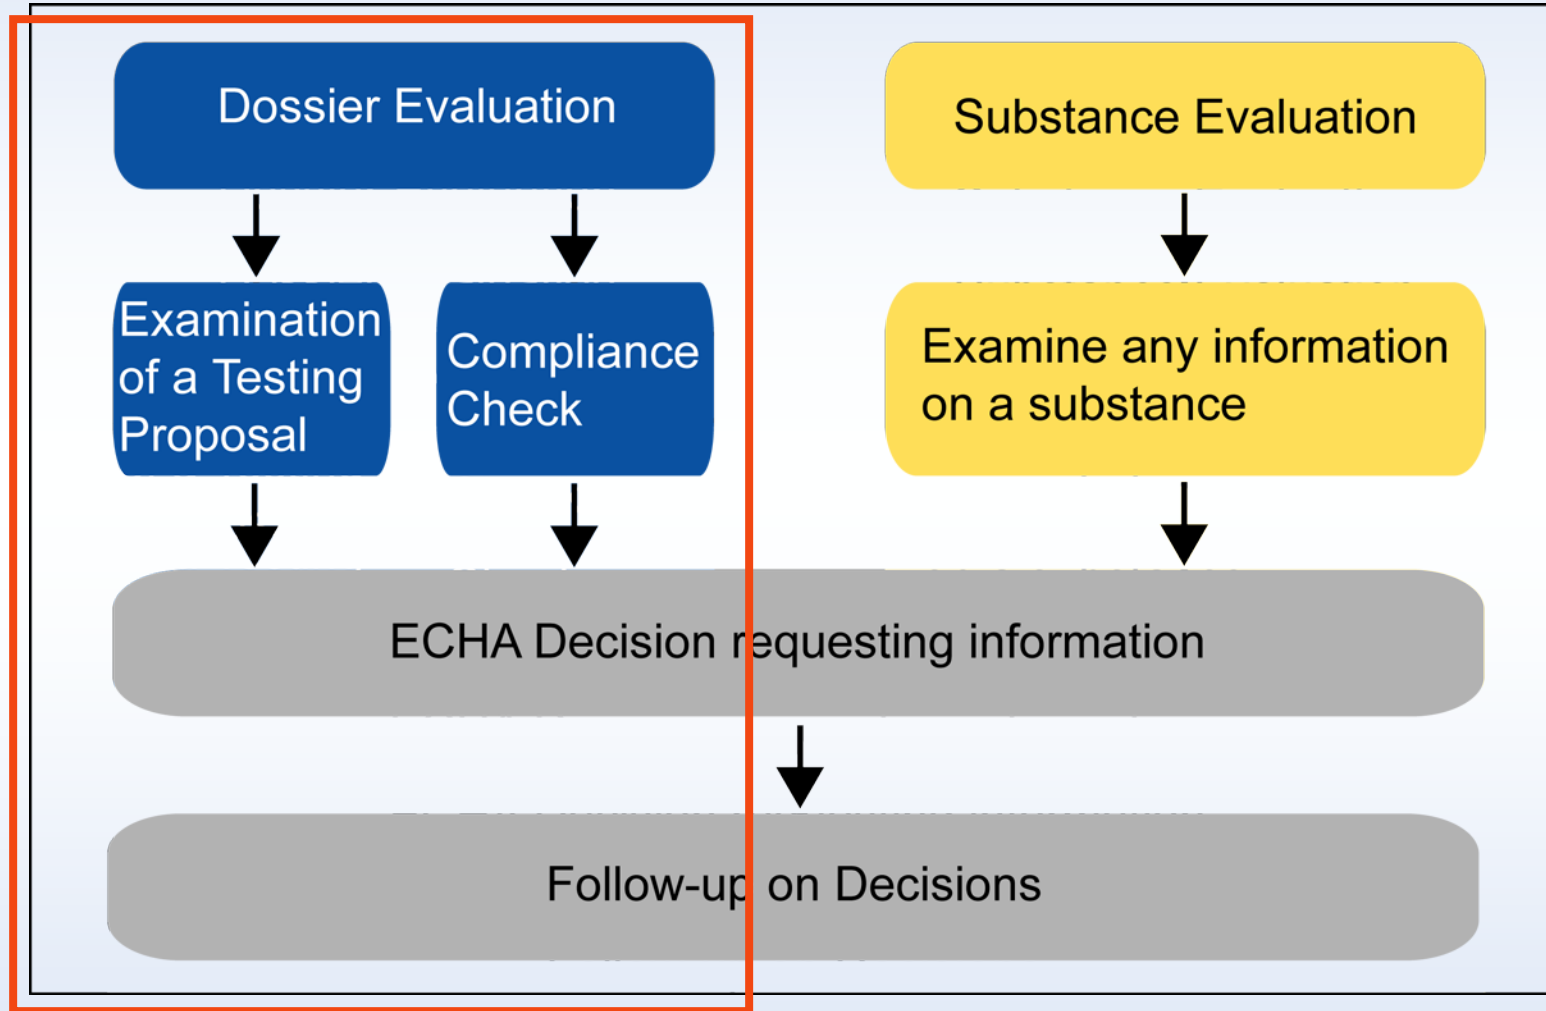 Dossier Evaluation
Substance Evaluation
Examination
of a Testing
Proposal
Compliance
Check
Examine any information
on a substance
ECHA Decision requesting information
Follow-up on Decisions